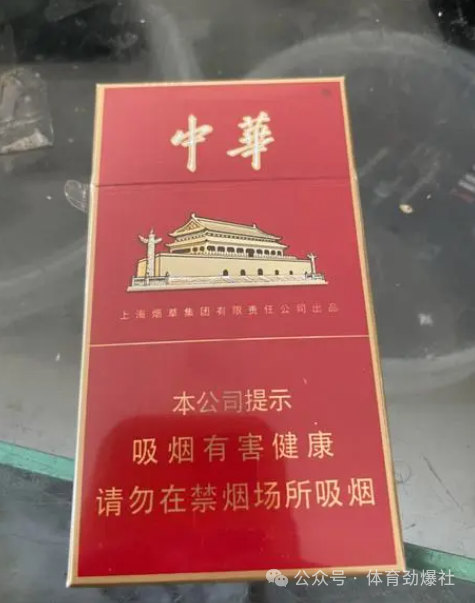 中華
上海烟草集团有限责任公司出品
本公司提示
吸烟有害健康
请勿在禁烟场所吸烟
公众号·体育劲爆社